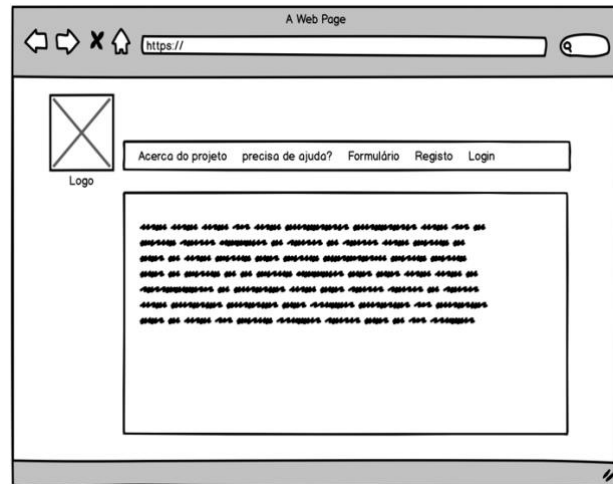 A Web Page
https://
Acerca do projeto precisa de ajuda? Formulário Registo Login
Logo